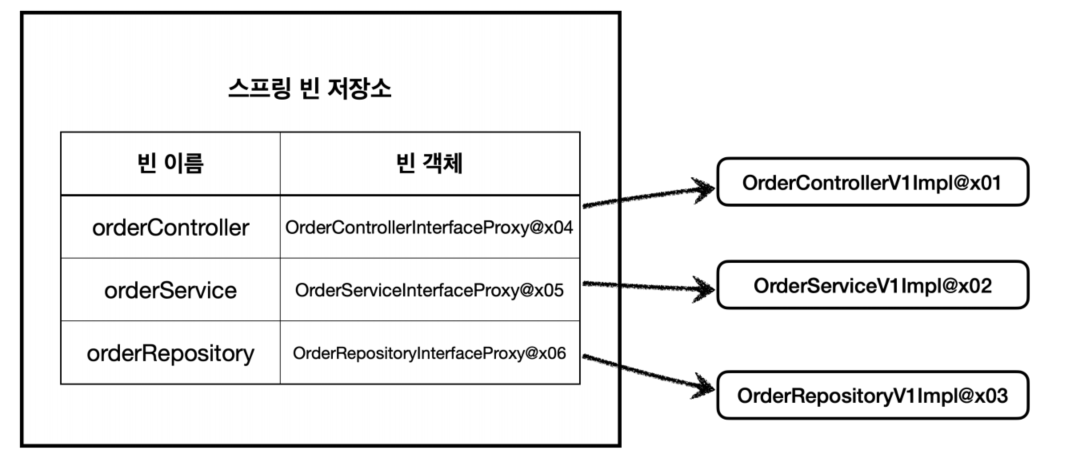 스프링 빈 저장소
빈 이름 빈 객체
orderController OrderControllerInterfaceProxy@x04
orderService OrderServiceInterfaceProxy@x05
orderRepository OrderRepositoryInterfaceProxy@x06
OrderControllerV1Impl@x01
OrderServiceV1Impl@x02
OrderRepositoryV1Impl@x03